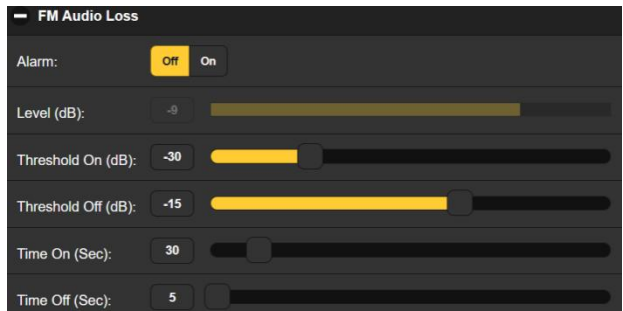 FM Audio Loss
Alarm: Off On
Level (dB): -9
Threshold On (dB): -30
Threshold Off (dB): -15
Time On (Sec): 30
Time Off (Sec): 5